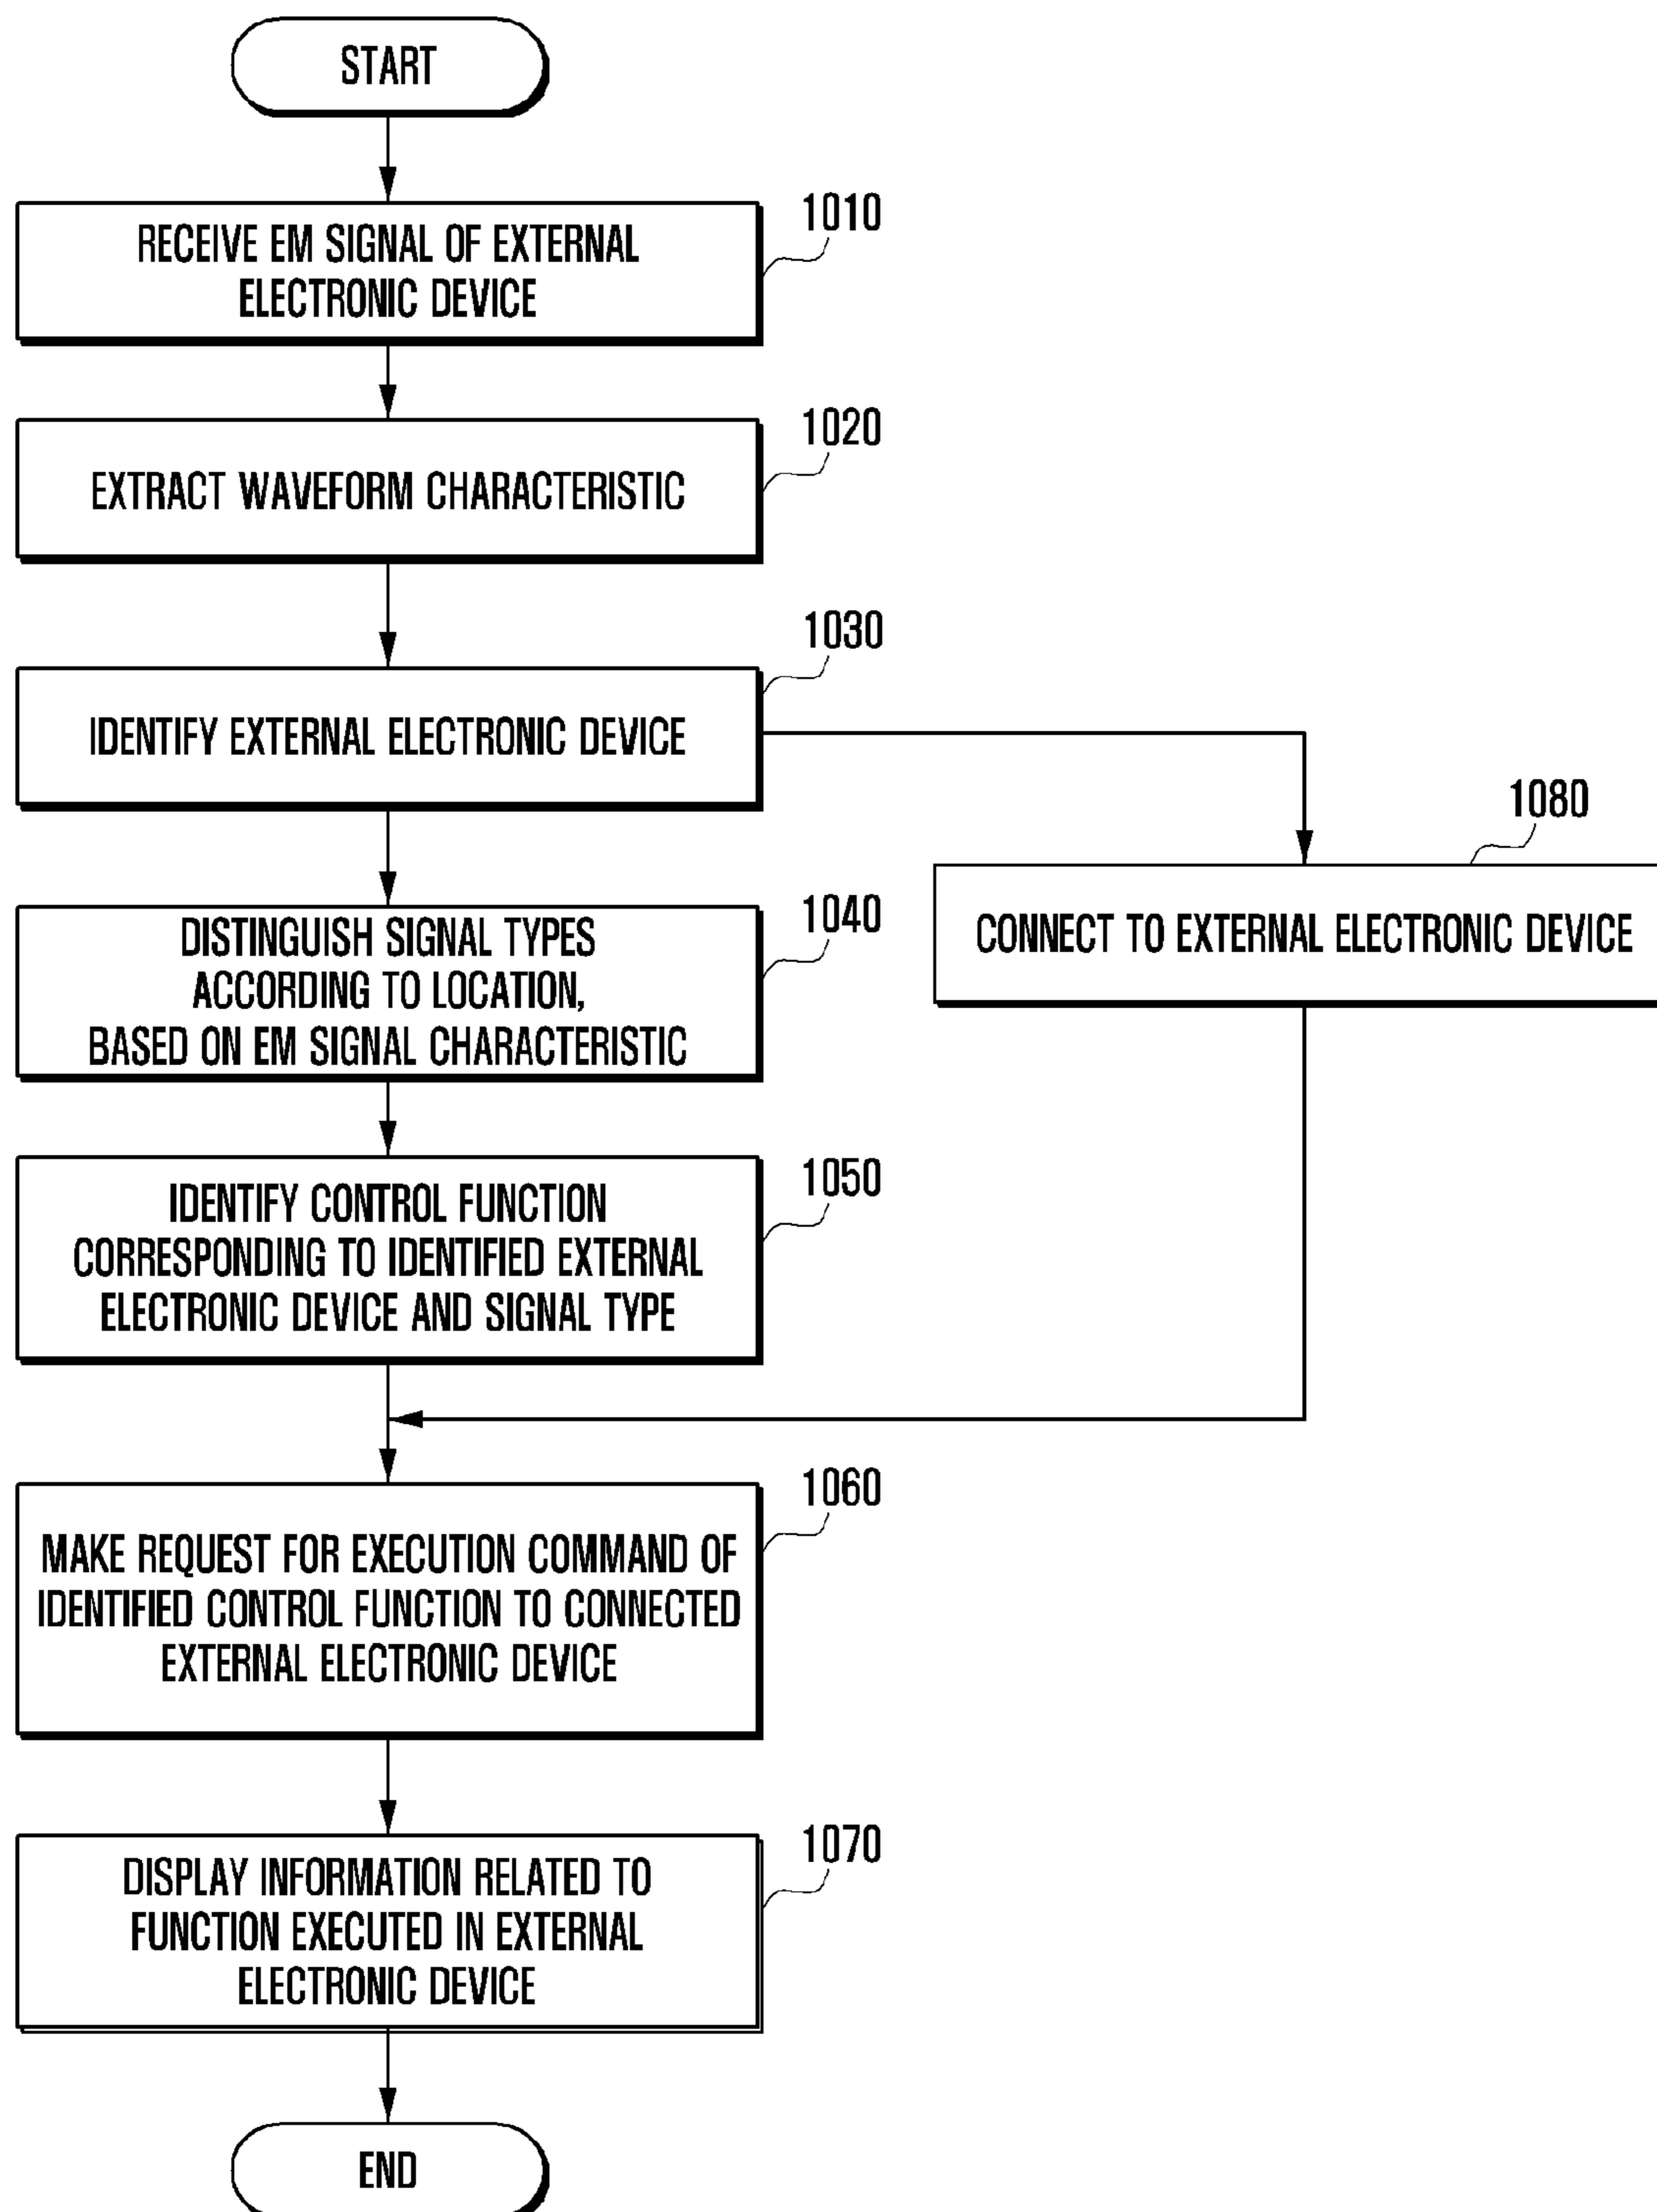 START
1010
RECEIVE EM SIGNAL OF EXTERNAL
ELECTRONIC DEVICE
1020
EXTRACT WAVEFORM CHARACTERISTIC
1030
IDENTIFY EXTERNAL ELECTRONIC DEVICE
1080
CONNECT TO EXTERNAL ELECTRONIC DEVICE
1040
DISTINGUISH SIGNAL TYPES
ACCORDING TO LOCATION,
BASED ON EM SIGNAL CHARACTERISTIC
1050
IDENTIFY CONTROL FUNCTION
CORRESPONDING TO IDENTIFIED EXTERNAL
ELECTRONIC DEVICE AND SIGNAL TYPE
1060
MAKE REQUEST FOR EXECUTION COMMAND OF
IDENTIFIED CONTROL FUNCTION TO CONNECTED
EXTERNAL ELECTRONIC DEVICE
1070
DISPLAY INFORMATION RELATED TO
FUNCTION EXECUTED IN EXTERNAL
ELECTRONIC DEVICE
END